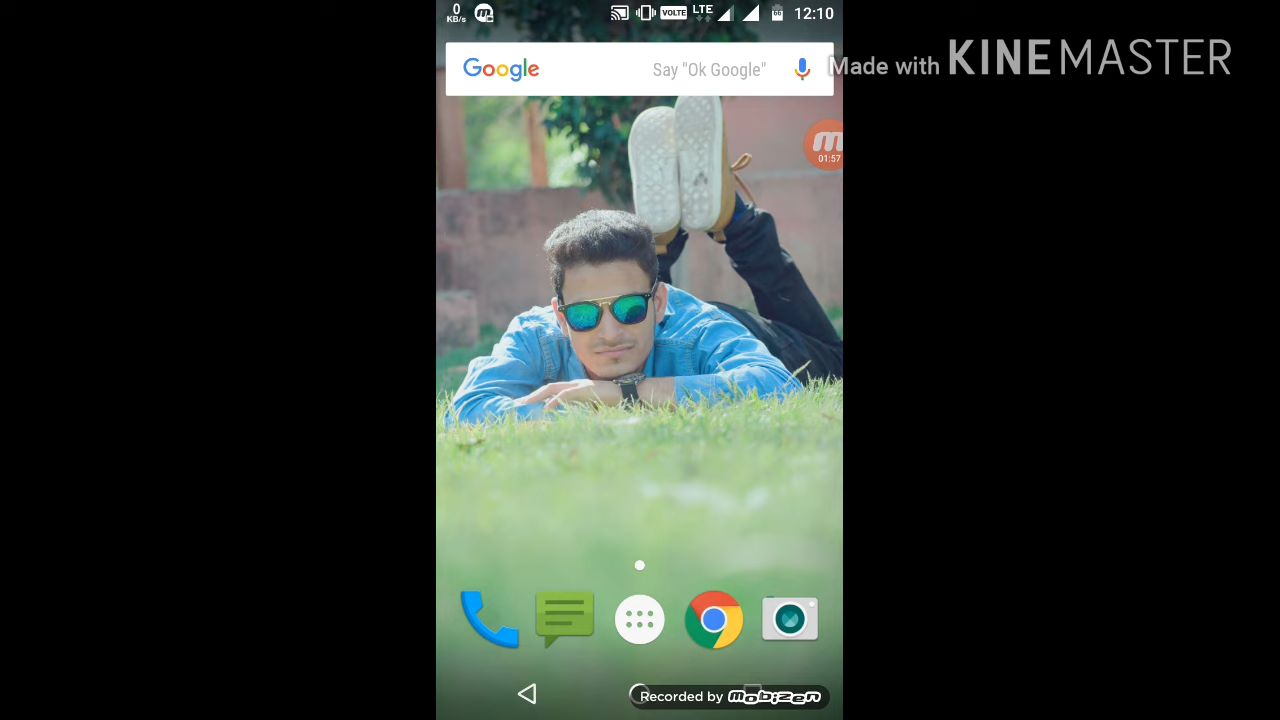 0
KB/s
VOLTE
LTE
12:10
Google
Say "Ok Google"
Made with KINEMASTER
01:57
Recorded by mobizen